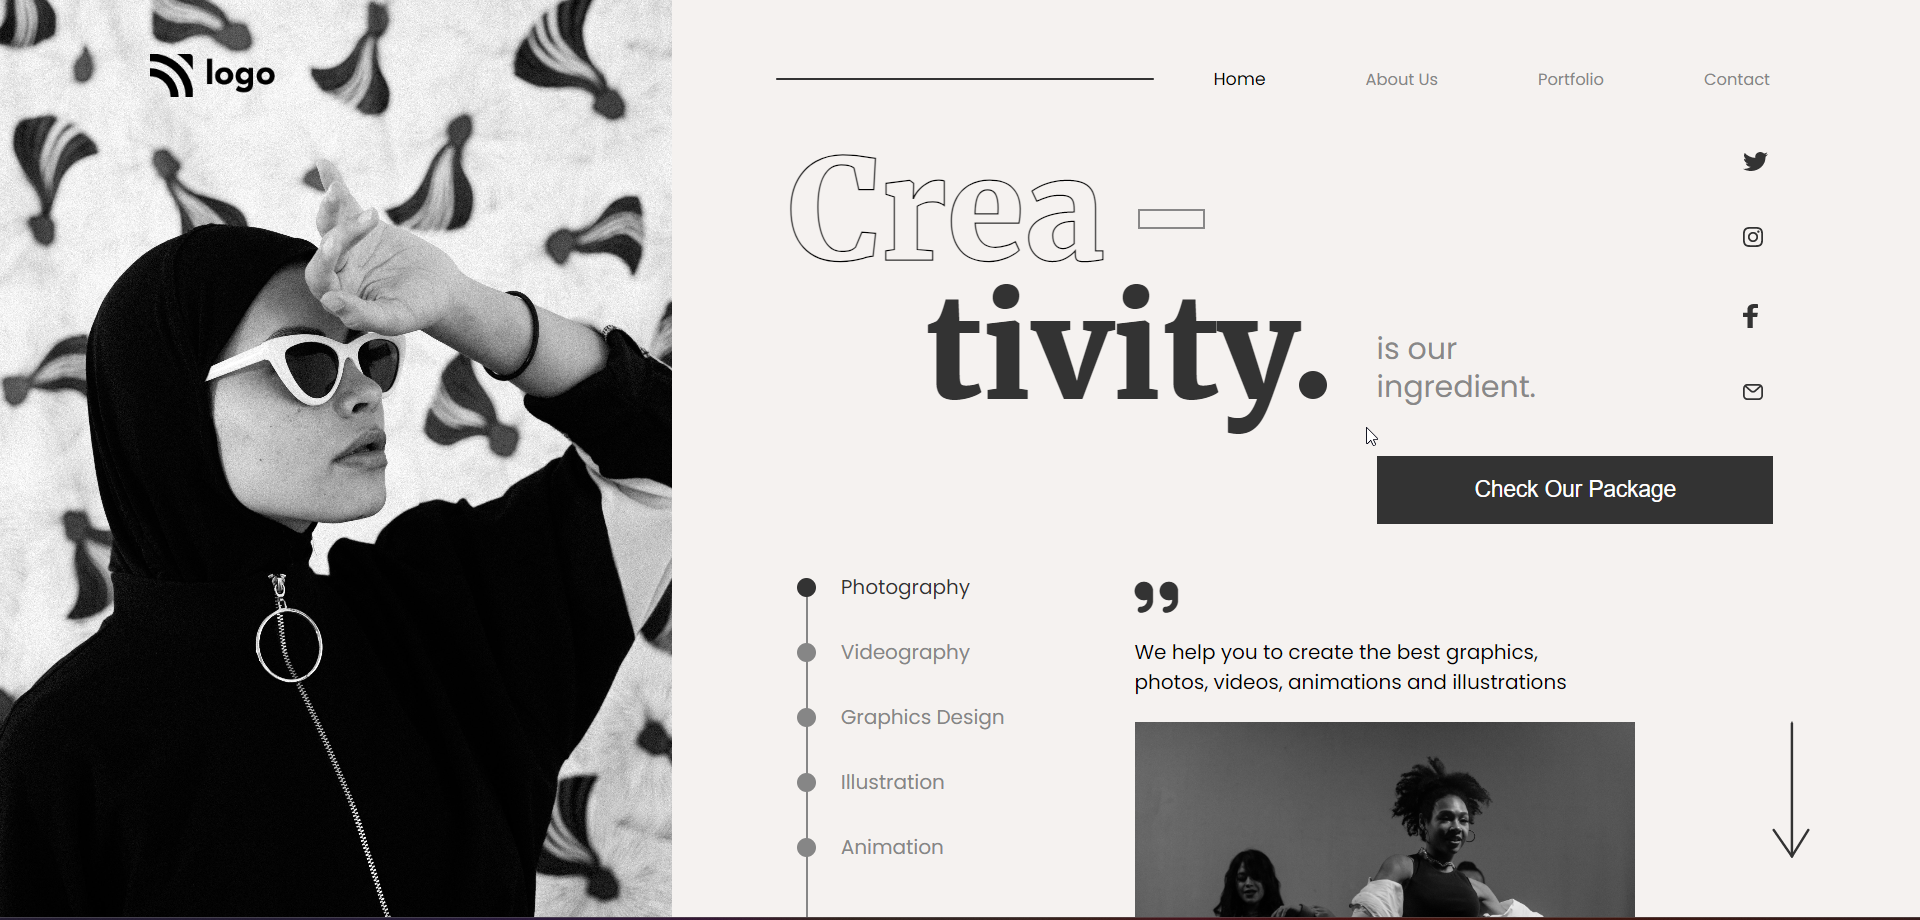 logo
Home About Us Portfolio Contact
Crea –
tivity.
is our
ingredient.
Check Our Package
Photography
Videography
Graphics Design
Illustration
Animation
”
We help you to create the best graphics,
photos, videos, animations and illustrations